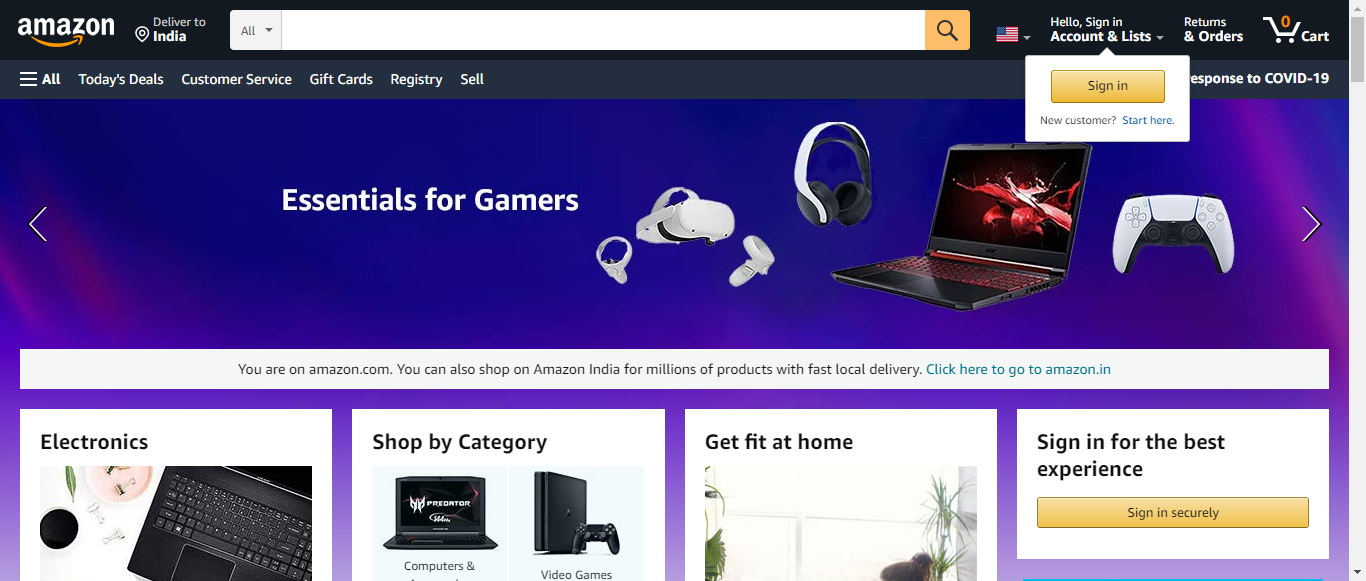 amazon
Deliver to
India
All
Hello, Sign in
Account & Lists
Returns
& Orders
0
Cart
All
Today's Deals
Customer Service
Gift Cards
Registry
Sell
esponse to COVID-19
Sign in
New customer? Start here.
Essentials for Gamers
You are on amazon.com. You can also shop on Amazon India for millions of products with fast local delivery. Click here to go to amazon.in
Electronics
Shop by Category
PREDATOR
Computers &
Video Games
Get fit at home
Sign in for the best
experience
Sign in securely